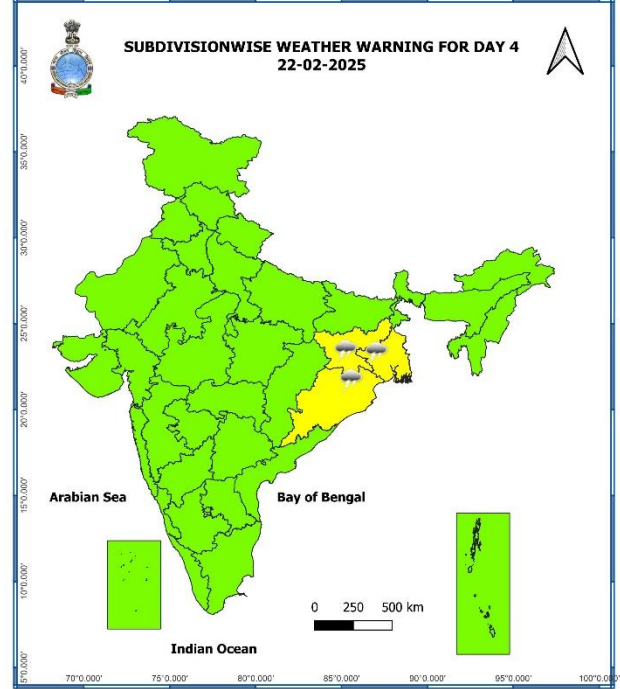 SUBDIVISIONWISE WEATHER WARNING FOR DAY 4
22-02-2025
40°0.000'
35°0.000'
30°0.000'
25°0.000'
20°0.000'
15°0.000'
10°0.000'
5°0.000'
Arabian Sea
Bay of Bengal
0 250 500 km
Indian Ocean
70°0.000' 75°0.000' 80°0.000' 85°0.000' 90°0.000' 95°0.000' 100°0.000'